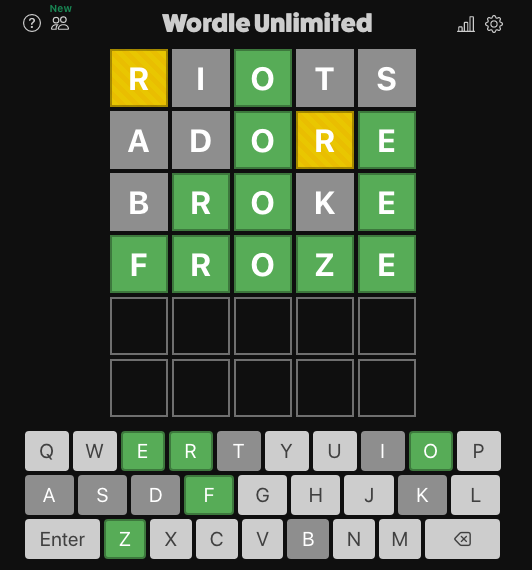 New
? Wordle Unlimited
R I O T S
A D O R E
B R O K E
F R O Z E
Q W E R T Y U I O P
A S D F G H J K L
Enter Z X C V B N M